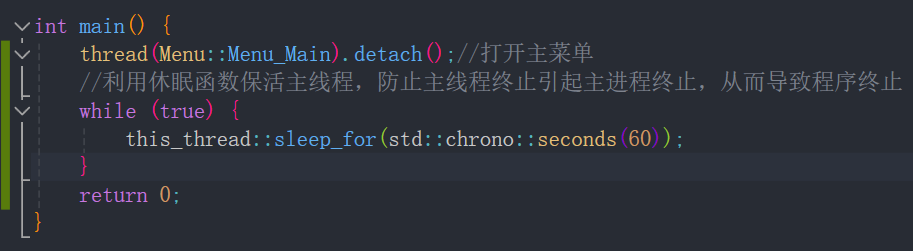 int main() {
thread(Menu::Menu_Main).detach();//打开主菜单
//利用休眠函数保活主线程，防止主线程终止引起主进程终止，从而导致程序终止
while (true) {
this_thread::sleep_for(std::chrono::seconds(60));
}
return 0;
}